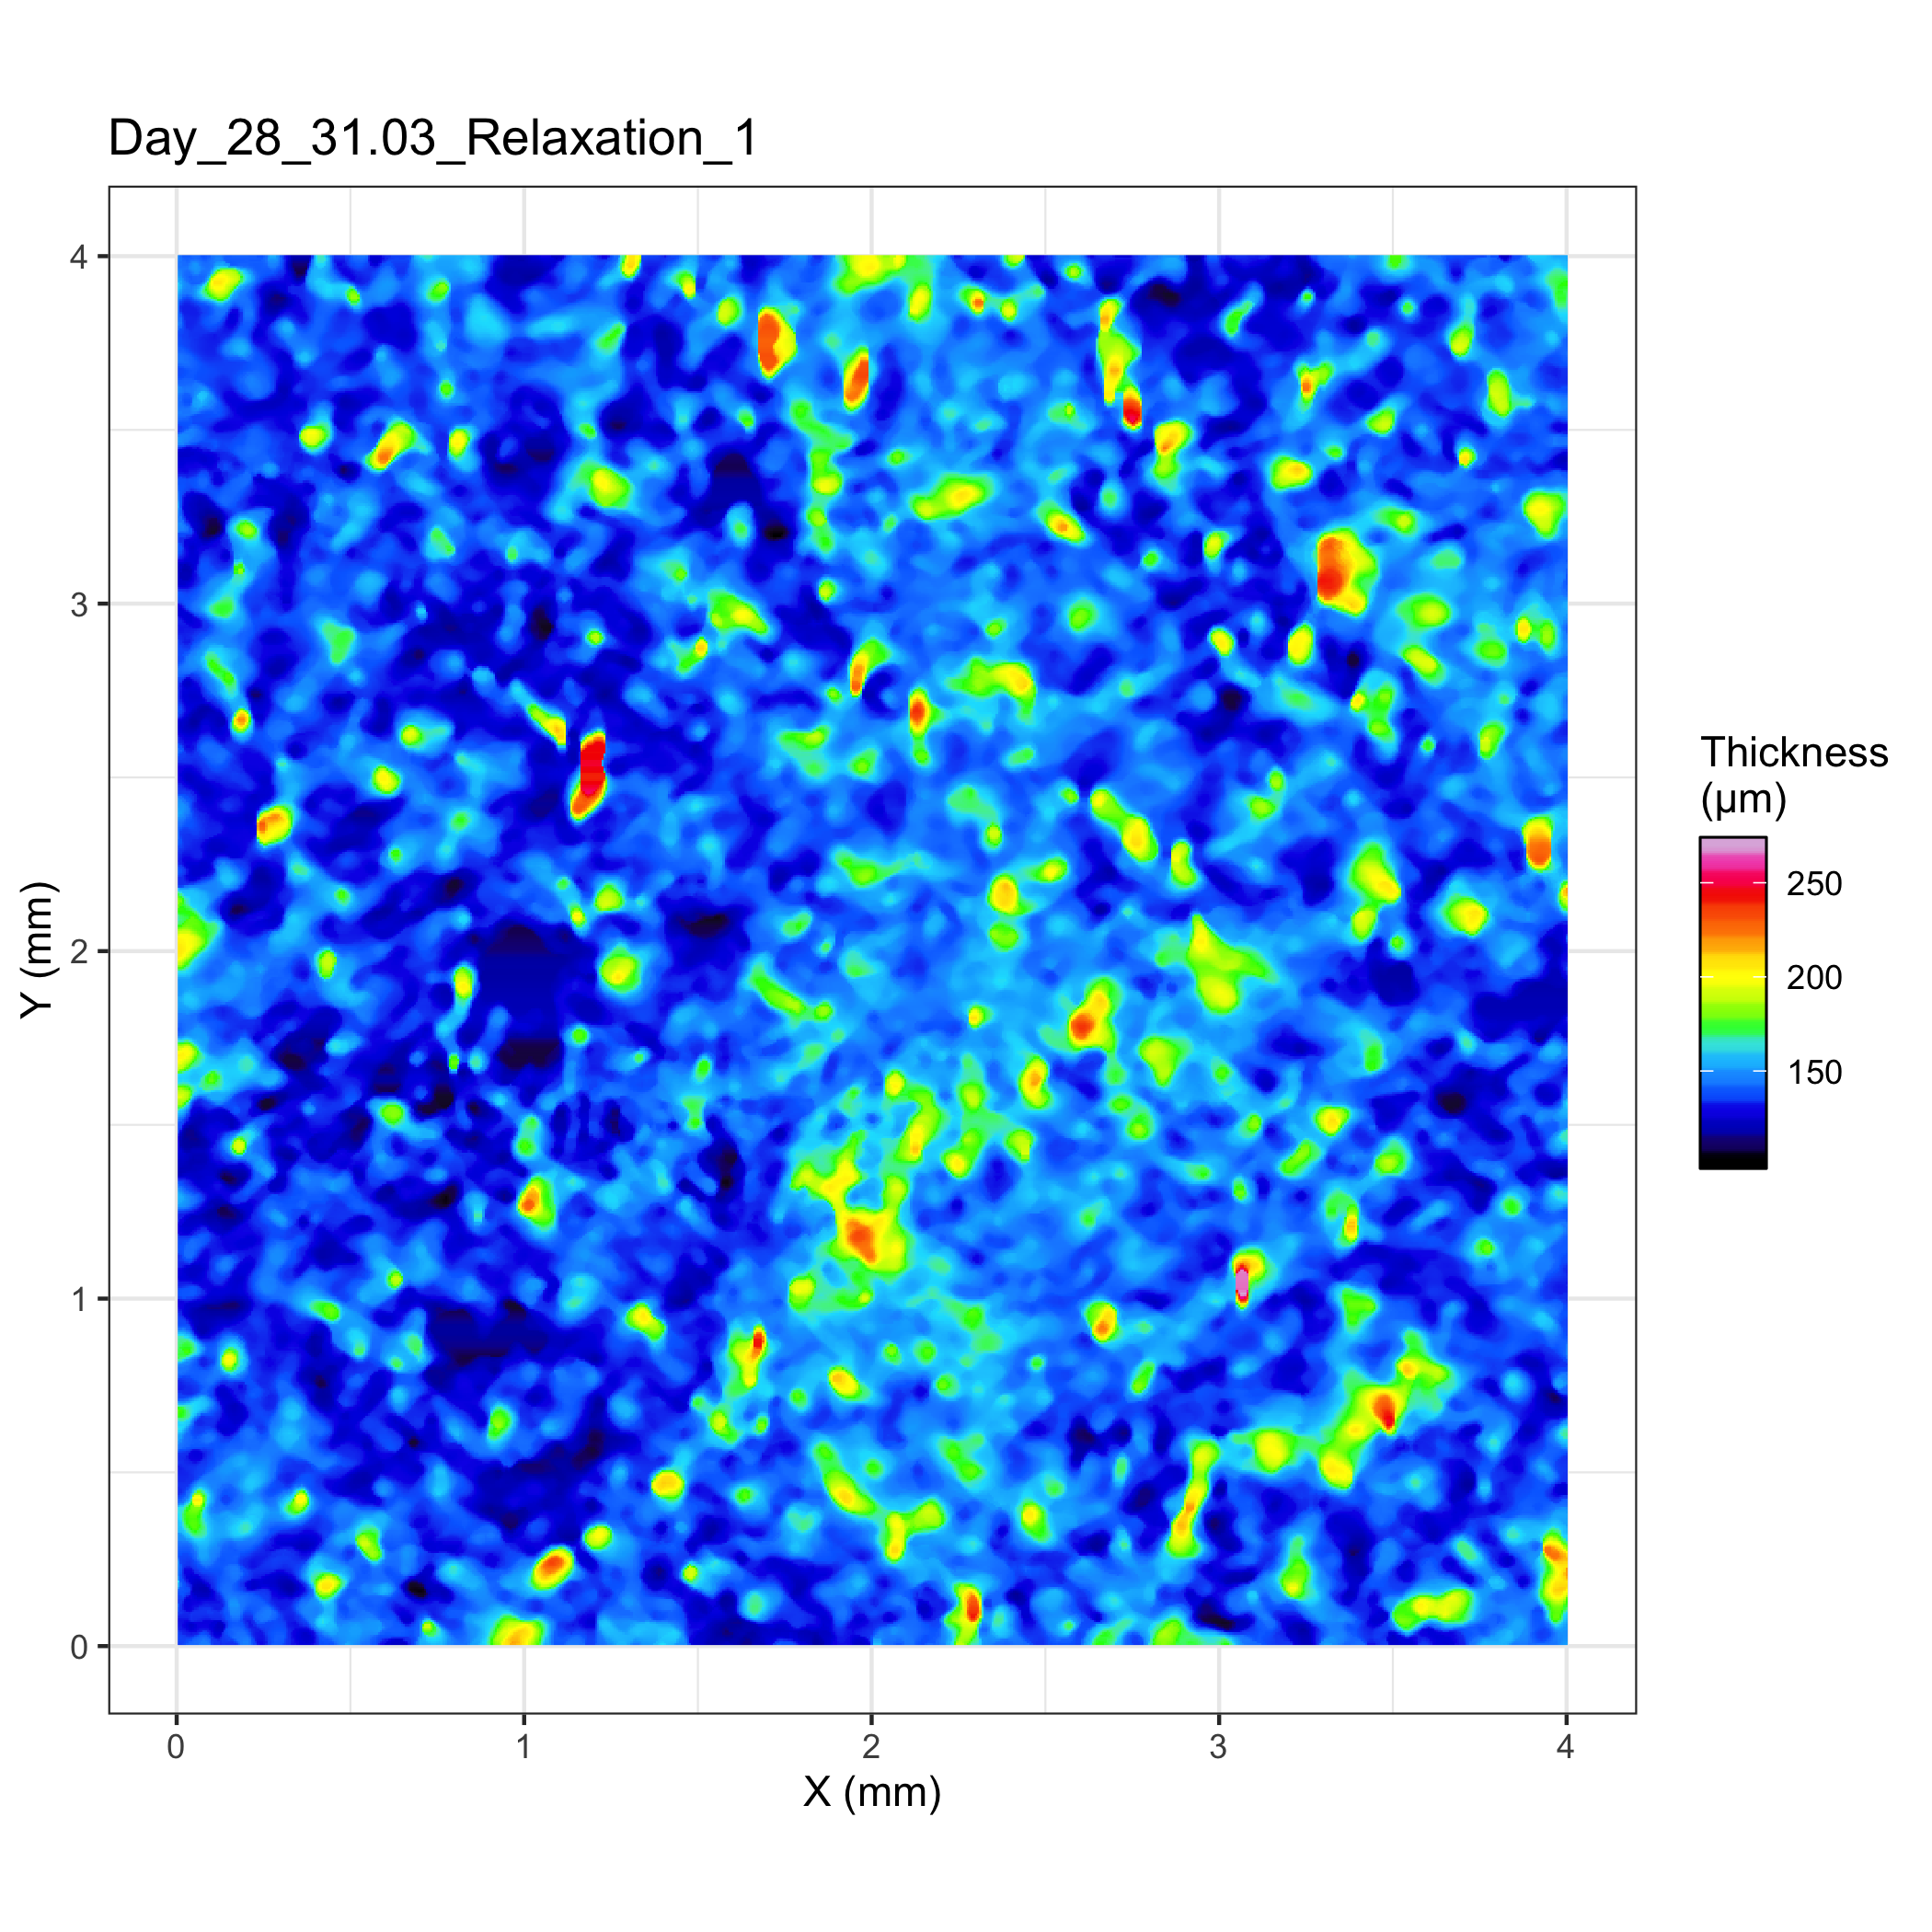 Day_28_31.03_Relaxation_1
4
3
2
1
0
Y (mm)
0 1 2 3 4
X (mm)
Thickness
(µm)
250
200
150